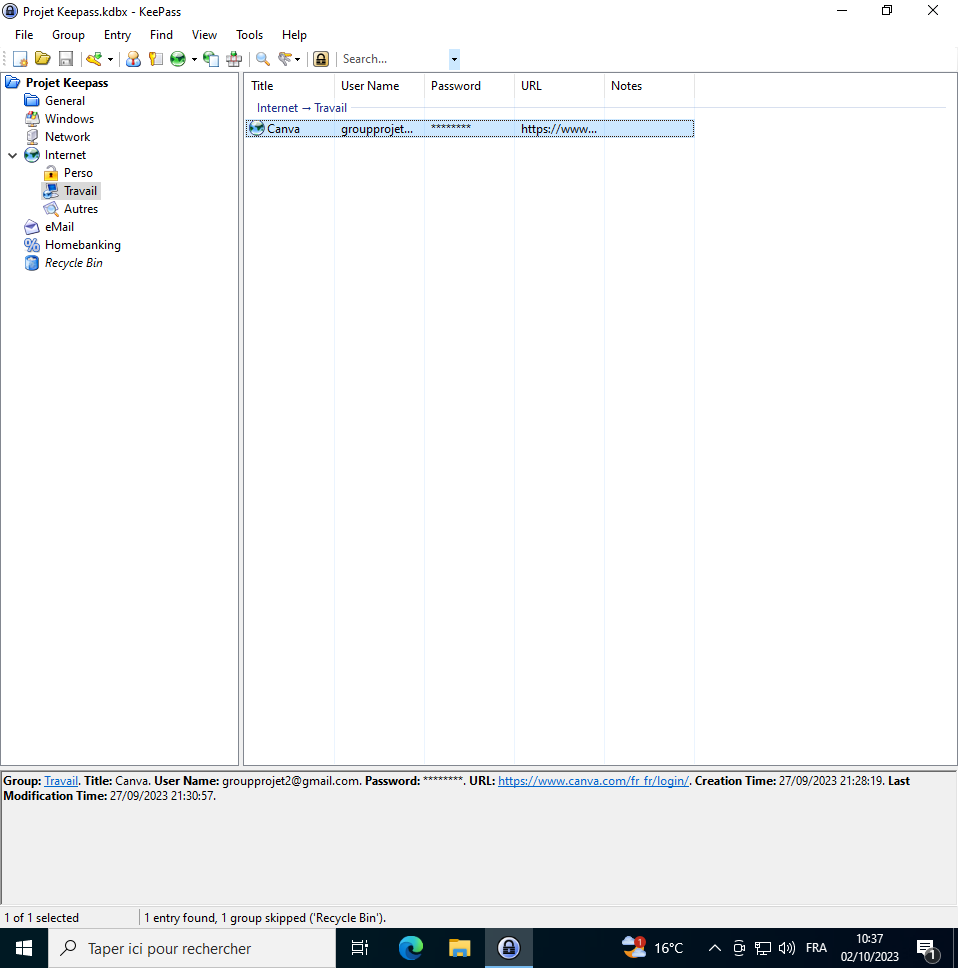 Projet Keepass.kdbx - KeePass
File Group Entry Find View Tools Help
Search...
Projet Keepass
General
Windows
Network
Internet
Perso
Travail
Autres
eMail
Homebanking
Recycle Bin
Title User Name Password URL Notes
Internet → Travail
Canva groupprojet... ******** https://www...
Group: Travail. Title: Canva. User Name: groupprojet2@gmail.com. Password: ********. URL: https://www.canva.com/fr_fr/login/. Creation Time: 27/09/2023 21:28:19. Last
Modification Time: 27/09/2023 21:30:57.
1 of 1 selected 1 entry found, 1 group skipped ('Recycle Bin').
Taper ici pour rechercher 1 16°C FRA 10:37
02/10/2023 1